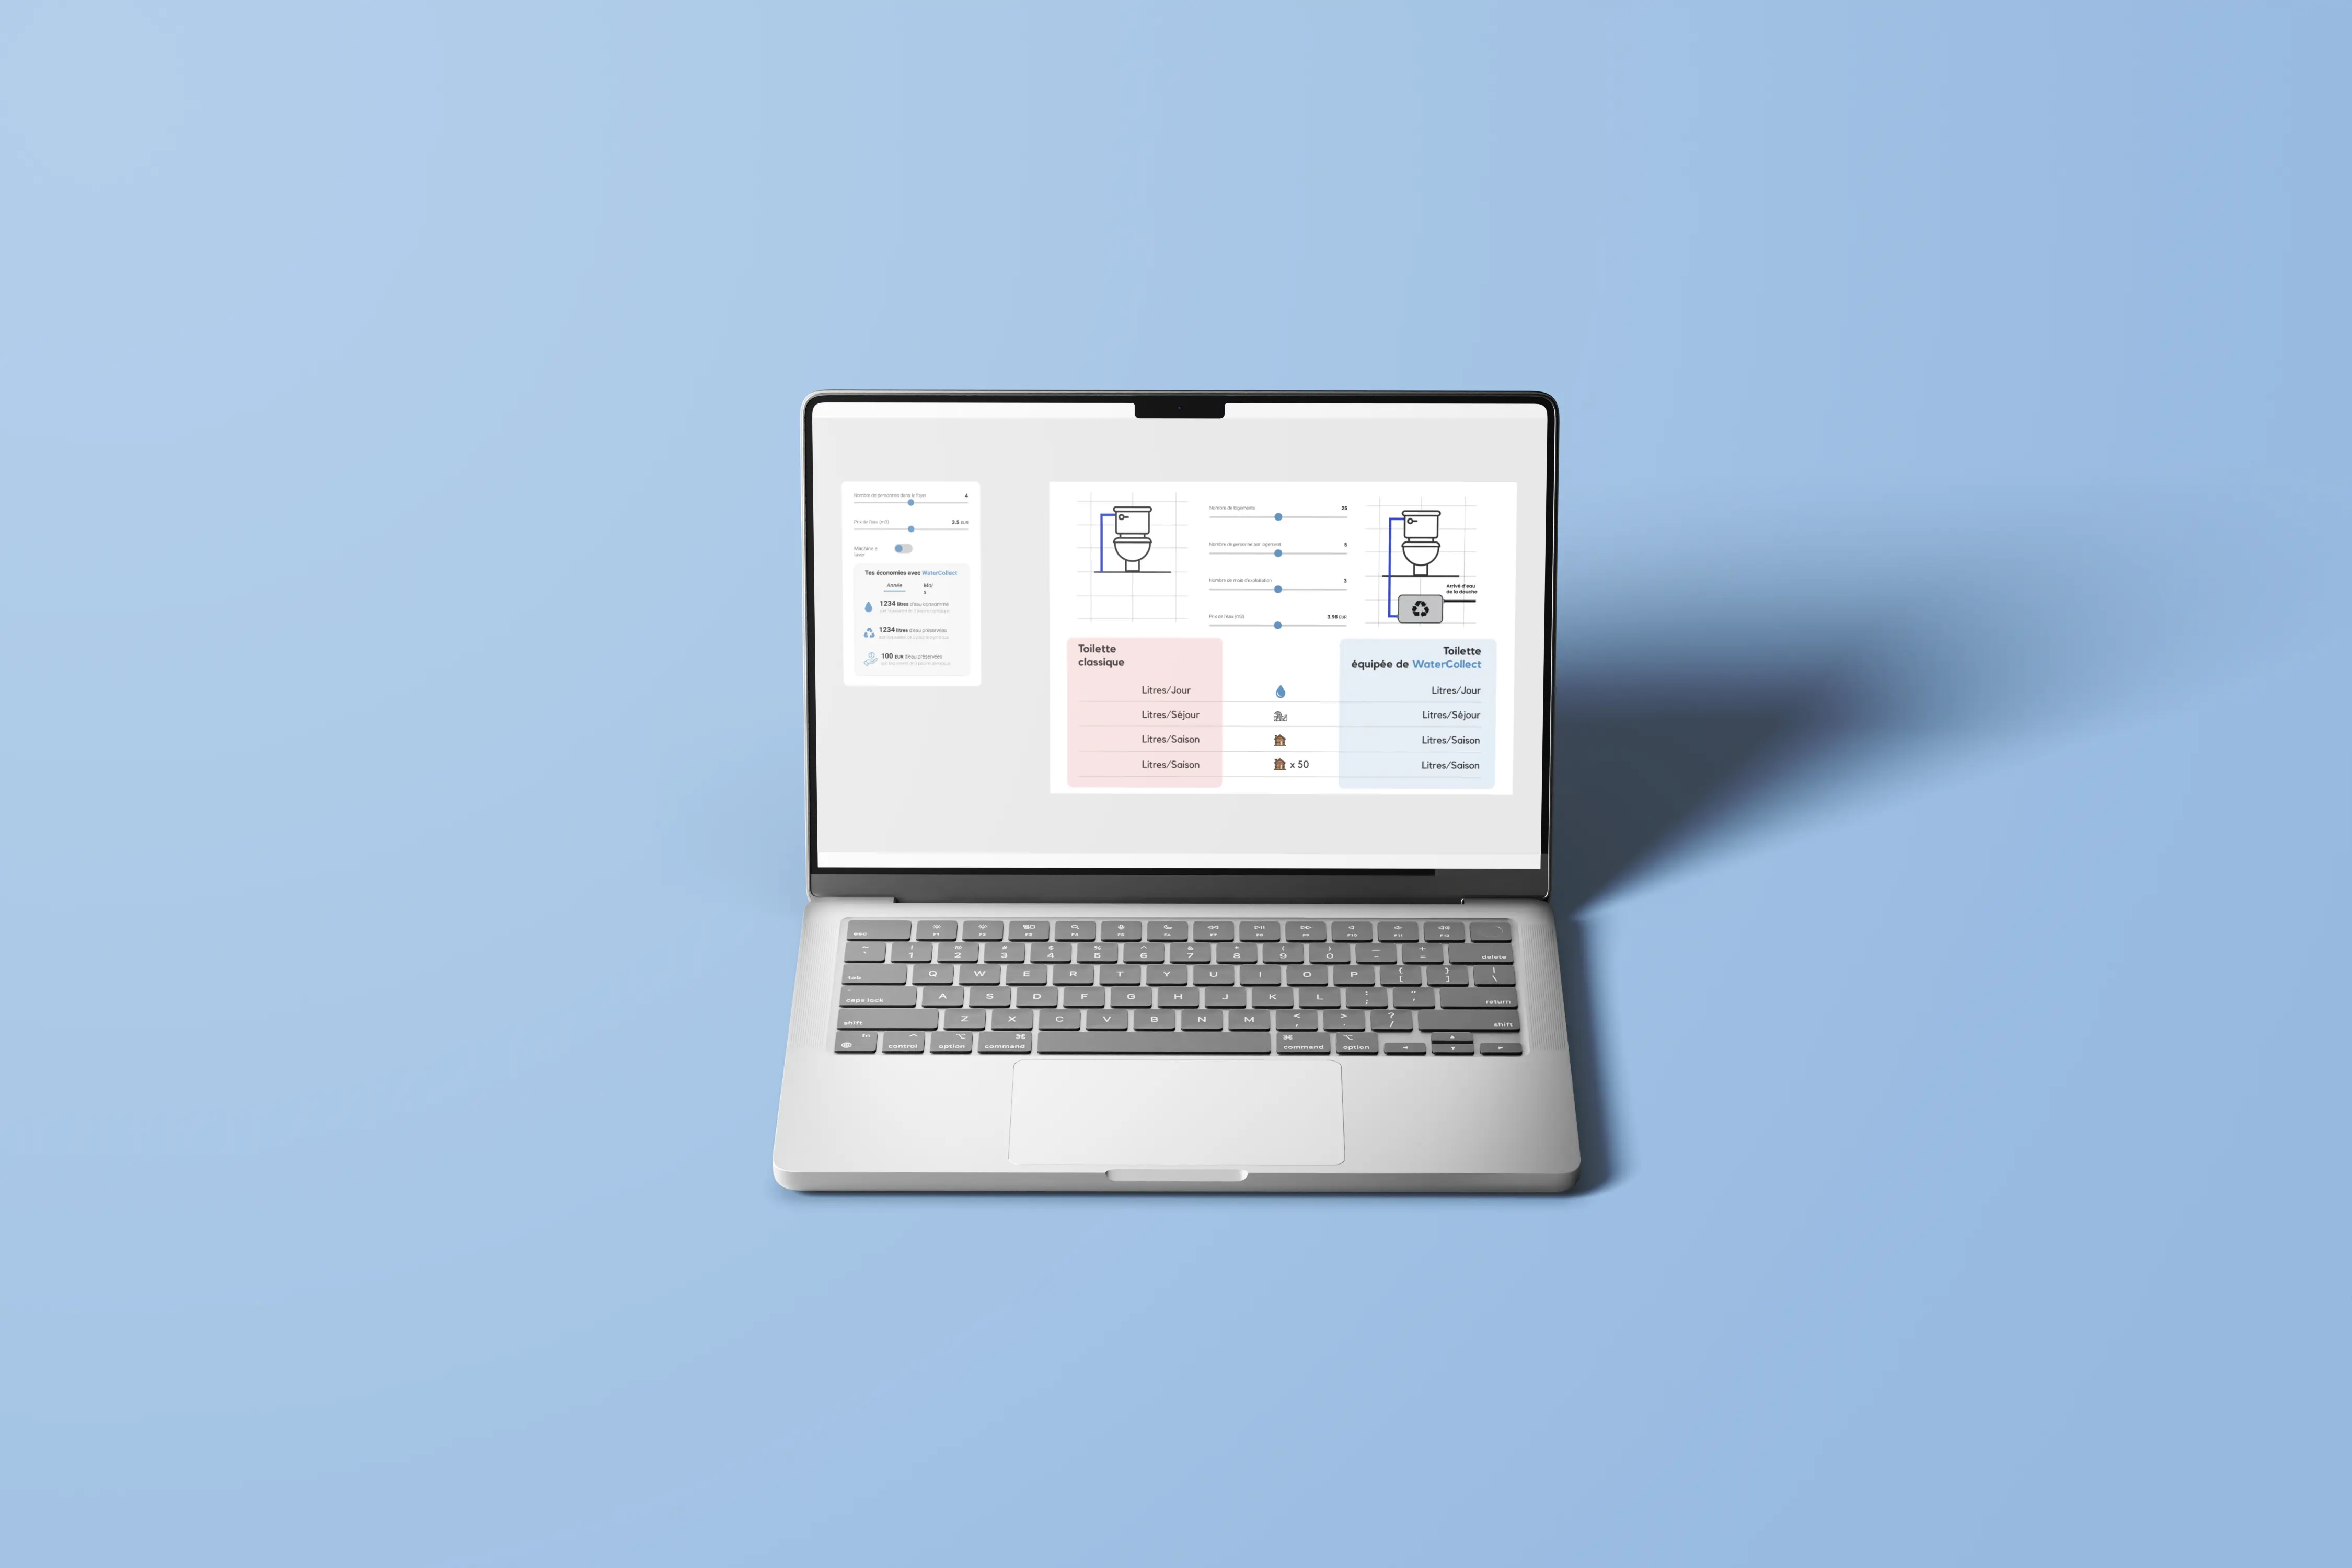 Nombre de personnes dans le foyer 4
Prix de l'eau (m3) 3.5 EUR
Machine a
laver
Tes économies avec WaterCollect
Année Moi
s
1234 litres d'eau consommé
1234 litres d'eau préservées
100 EUR d'eau préservées
Nombre de logements 25
Nombre de personne par logement 5
Nombre de mois d'exploitation 3
Prix de l'eau (m3) 3.98 EUR
Arrivé d'eau
de la douche
Toilette
classique
Toilette
équipée de WaterCollect
Litres/Jour Litres/Jour
Litres/Séjour Litres/Séjour
Litres/Saison Litres/Saison
Litres/Saison x 50 Litres/Saison
esc F1 F2 F3 F4 F5 F6 F7 F8 F9 F10 F11 F12
~ ! @ # $ % ^ & * ( ) — +
` 1 2 3 4 5 6 7 8 9 0 - = delete
tab Q W E R T Y U I O P { [ } ] | \
caps lock A S D F G H J K L : ; " ' return
shift Z X C V B N M < , > . ? / shift
fn control option command command option